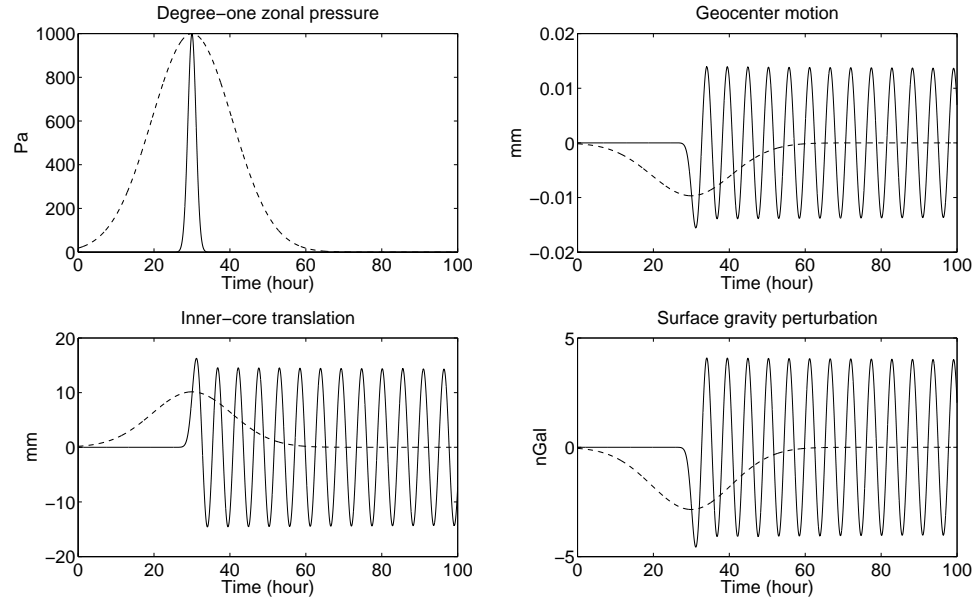 Degree−one zonal pressure
Pa
1000
800
600
400
200
0
0 20 40 60 80 100
Time (hour)
Geocenter motion
mm
0.02
0.01
0
−0.01
−0.02
0 20 40 60 80 100
Time (hour)
Inner−core translation
mm
20
10
0
−10
−20
0 20 40 60 80 100
Time (hour)
Surface gravity perturbation
nGal
5
0
−5
0 20 40 60 80 100
Time (hour)